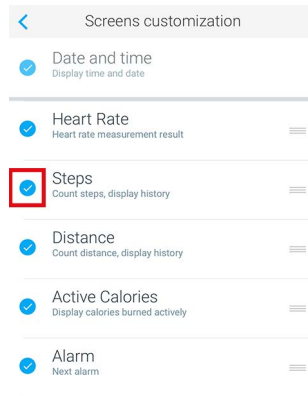 Screens customization
Date and time
Display time and date
Heart Rate
Heart rate measurement result
Steps
Count steps, display history
Distance
Count distance, display history
Active Calories
Display calories burned actively
Alarm
Next alarm